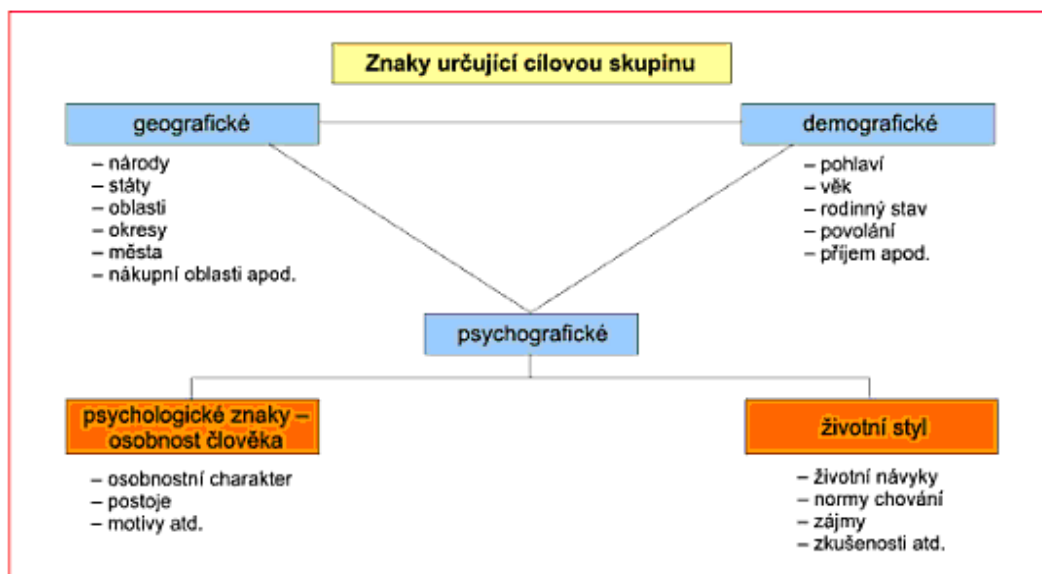 Znaky určující cílovou skupinu
geografické
– národy
– státy
– oblasti
– okresy
– města
– nákupní oblasti apod.
demografické
– pohlaví
– věk
– rodinný stav
– povolání
– příjem apod.
psychografické
psychologické znaky –
osobnost člověka
– osobnostní charakter
– postoje
– motivy atd.
životní styl
– životní návyky
– normy chování
– zájmy
– zkušenosti atd.